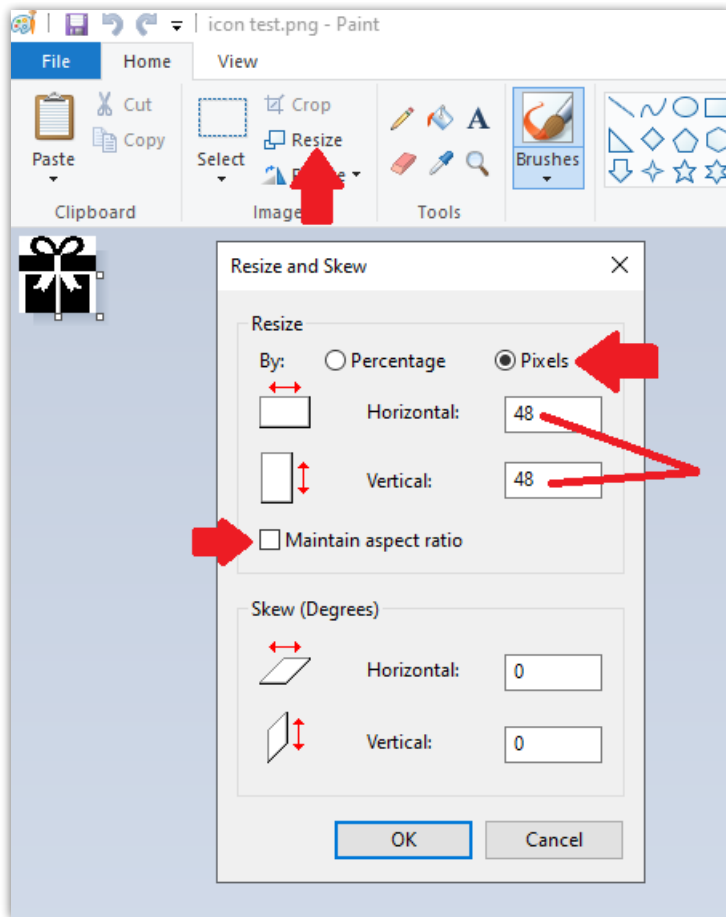 icon test.png - Paint
File Home View
Cut
Copy
Paste
Clipboard
Crop
Resize
Select
Image
A
Tools
Brushes
Resize and Skew
Resize
By: Percentage Pixels
Horizontal: 48
Vertical: 48
Maintain aspect ratio
Skew (Degrees)
Horizontal: 0
Vertical: 0
OK Cancel